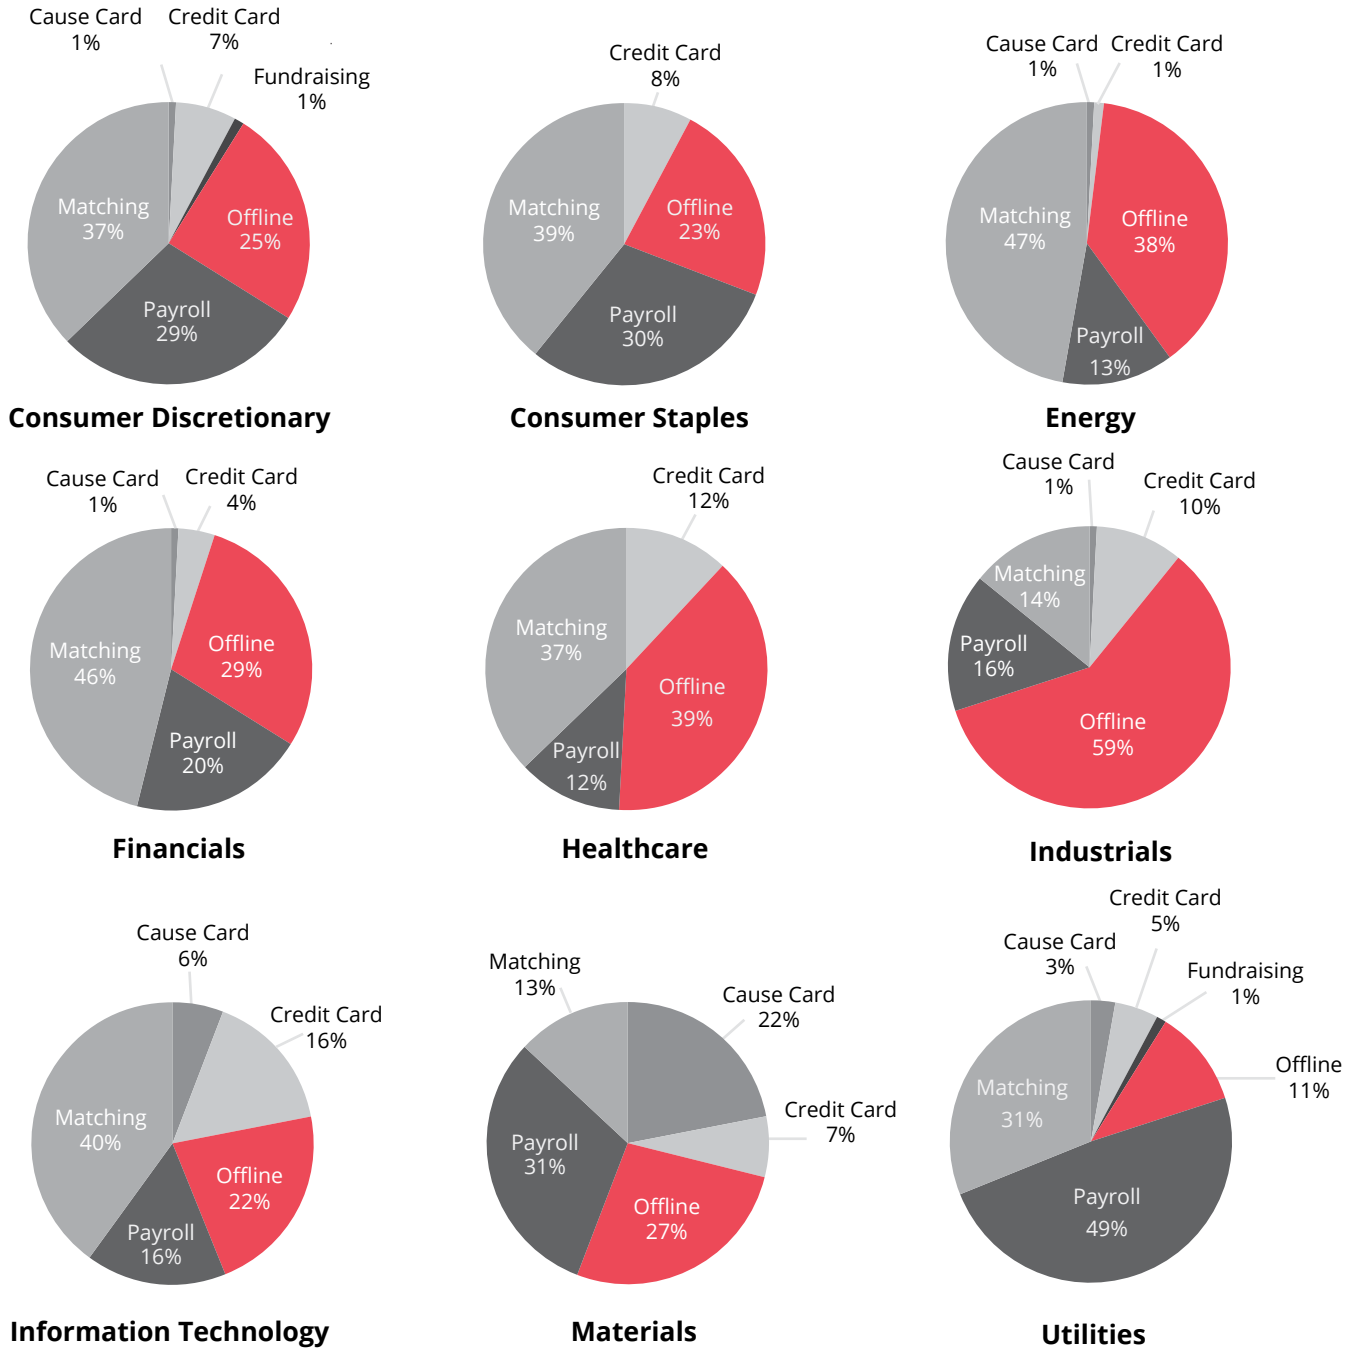 Cause Card
1%
Credit Card
7%
Fundraising
1%
Matching
37%
Offline
25%
Payroll
29%
Consumer Discretionary
Credit Card
8%
Matching
39%
Offline
23%
Payroll
30%
Consumer Staples
Cause Card
1%
Credit Card
1%
Matching
47%
Offline
38%
Payroll
13%
Energy
Cause Card
1%
Credit Card
4%
Matching
46%
Offline
29%
Payroll
20%
Financials
Credit Card
12%
Matching
37%
Offline
39%
Payroll
12%
Healthcare
Cause Card
1%
Credit Card
10%
Matching
14%
Payroll
16%
Offline
59%
Industrials
Cause Card
6%
Credit Card
16%
Matching
40%
Offline
22%
Payroll
16%
Information Technology
Matching
13%
Cause Card
22%
Credit Card
7%
Payroll
31%
Offline
27%
Materials
Credit Card
5%
Cause Card
3%
Fundraising
1%
Offline
11%
Matching
31%
Payroll
49%
Utilities